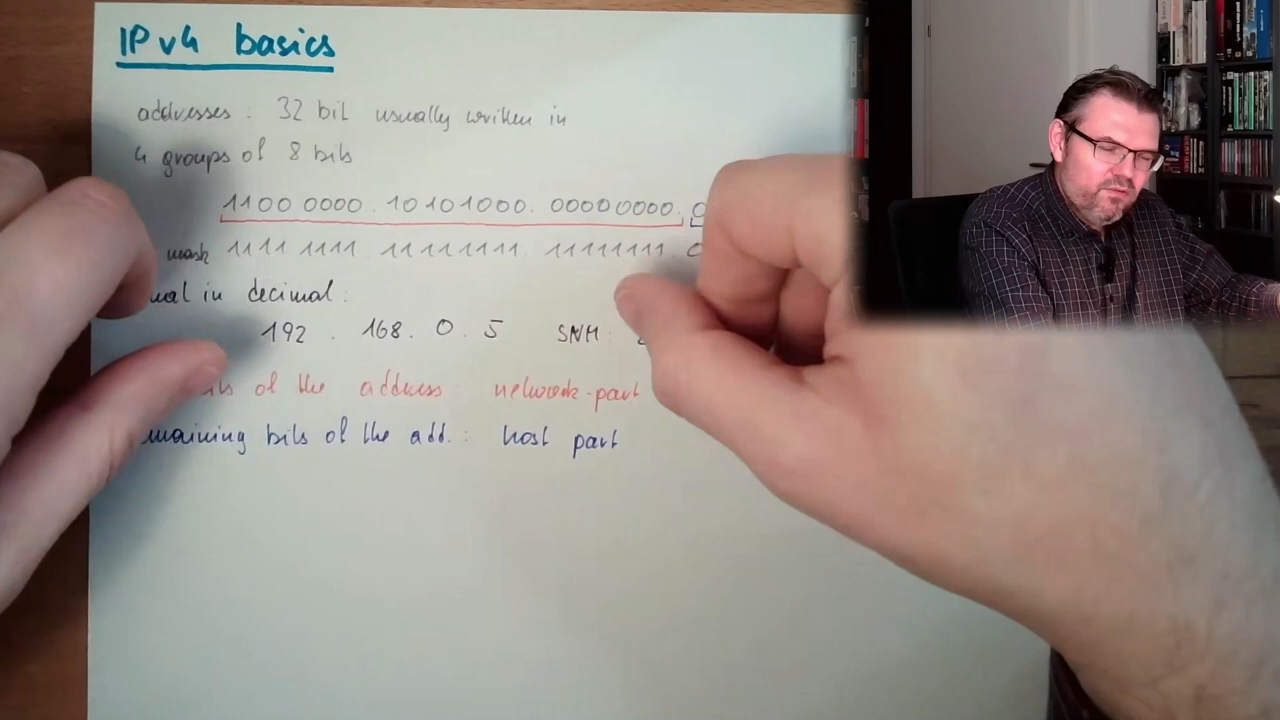 IPv4 basics
addresses : 32 bit usually written in
4 groups of 8 bits
1100 0000 . 10101000 . 00000000 . 0
mask 1111 1111 . 11111111 . 11111111 . 0
in decimal :
192 . 168 . 0 . 5 SNM :
of the address : network-part
bits of the add. : host part